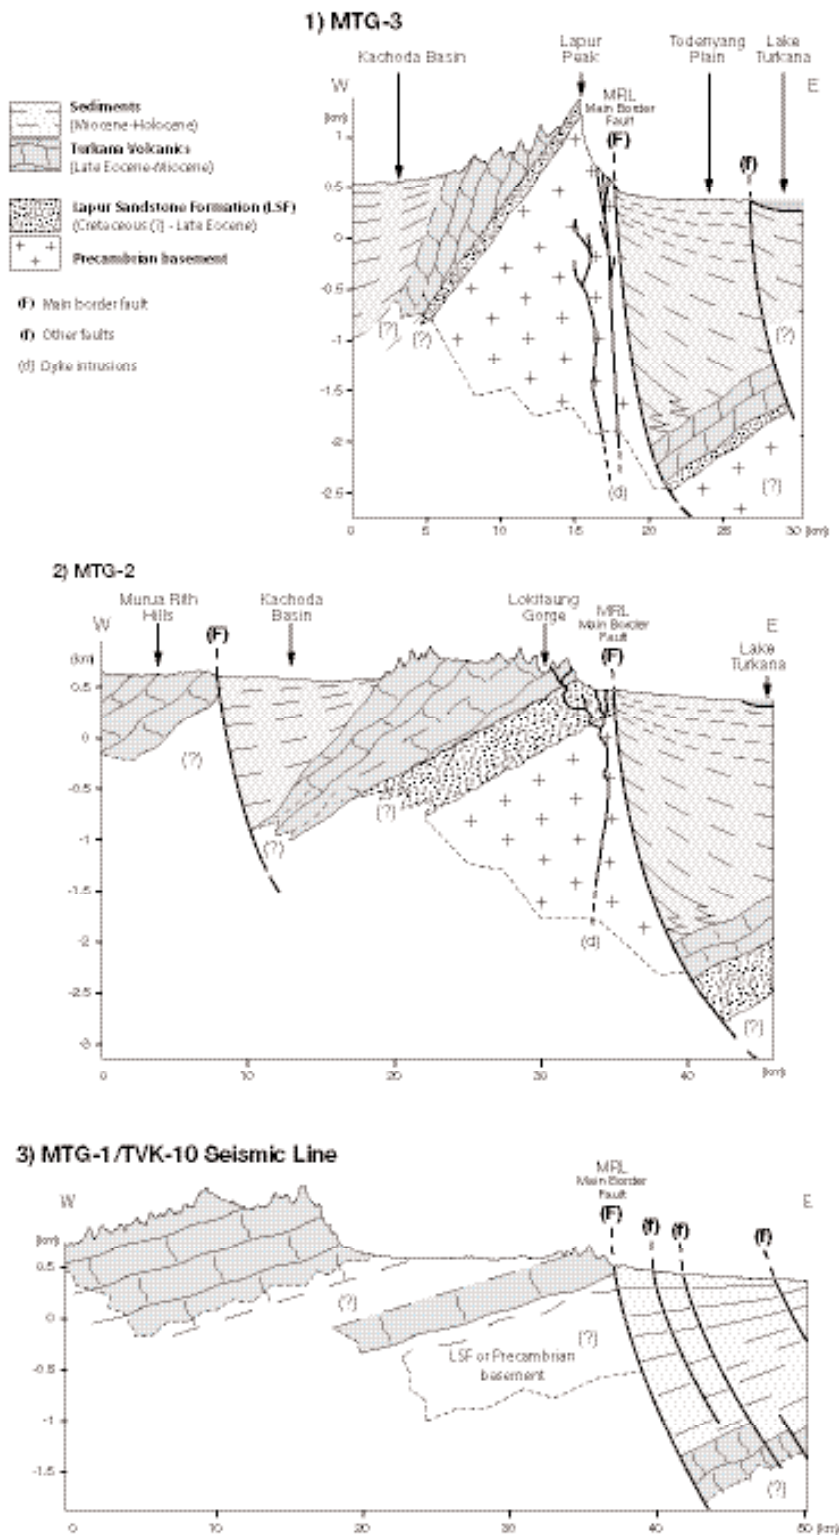 1) MTG-3
Kachoda Basin
Lapur
Peak
Todenyang
Plain
Lake
Turkana
W
E
MRL
Main Border
Fault
(F)
(f)
[km]
1
0.5
0
-0.5
-1
-1.5
-2
-2.5
(?)
(?)
(?)
(?)
(d)
0
5
10
15
20
25
30 [km]
Sediments
(Miocene-Holocene)
Turkana Volcanics
(Late Eocene-Miocene)
Lapur Sandstone Formation (LSF)
(Cretaceous (?) - Late Eocene)
Precambrian basement
(F) Main border fault
(f) Other faults
(d) Dyke intrusions
2) MTG-2
Murua Rith
Hills
Kachoda
Basin
Lokitaung
Gorge
MRL
Main Border
Fault
W
E
(F)
(F)
Lake
Turkana
[km]
0.5
0
-0.5
-1
-1.5
-2
-2.5
-3
(?)
(?)
(?)
(?)
(d)
0
10
20
30
40
[km]
3) MTG-1/TVK-10 Seismic Line
MRL
Main Border
Fault
W
E
(F)
(f)
(f)
(f)
[km]
0.5
0
-0.5
-1
-1.5
(?)
(?)
(?)
LSF or Precambrian
basement
0
10
20
30
40
50 [km]